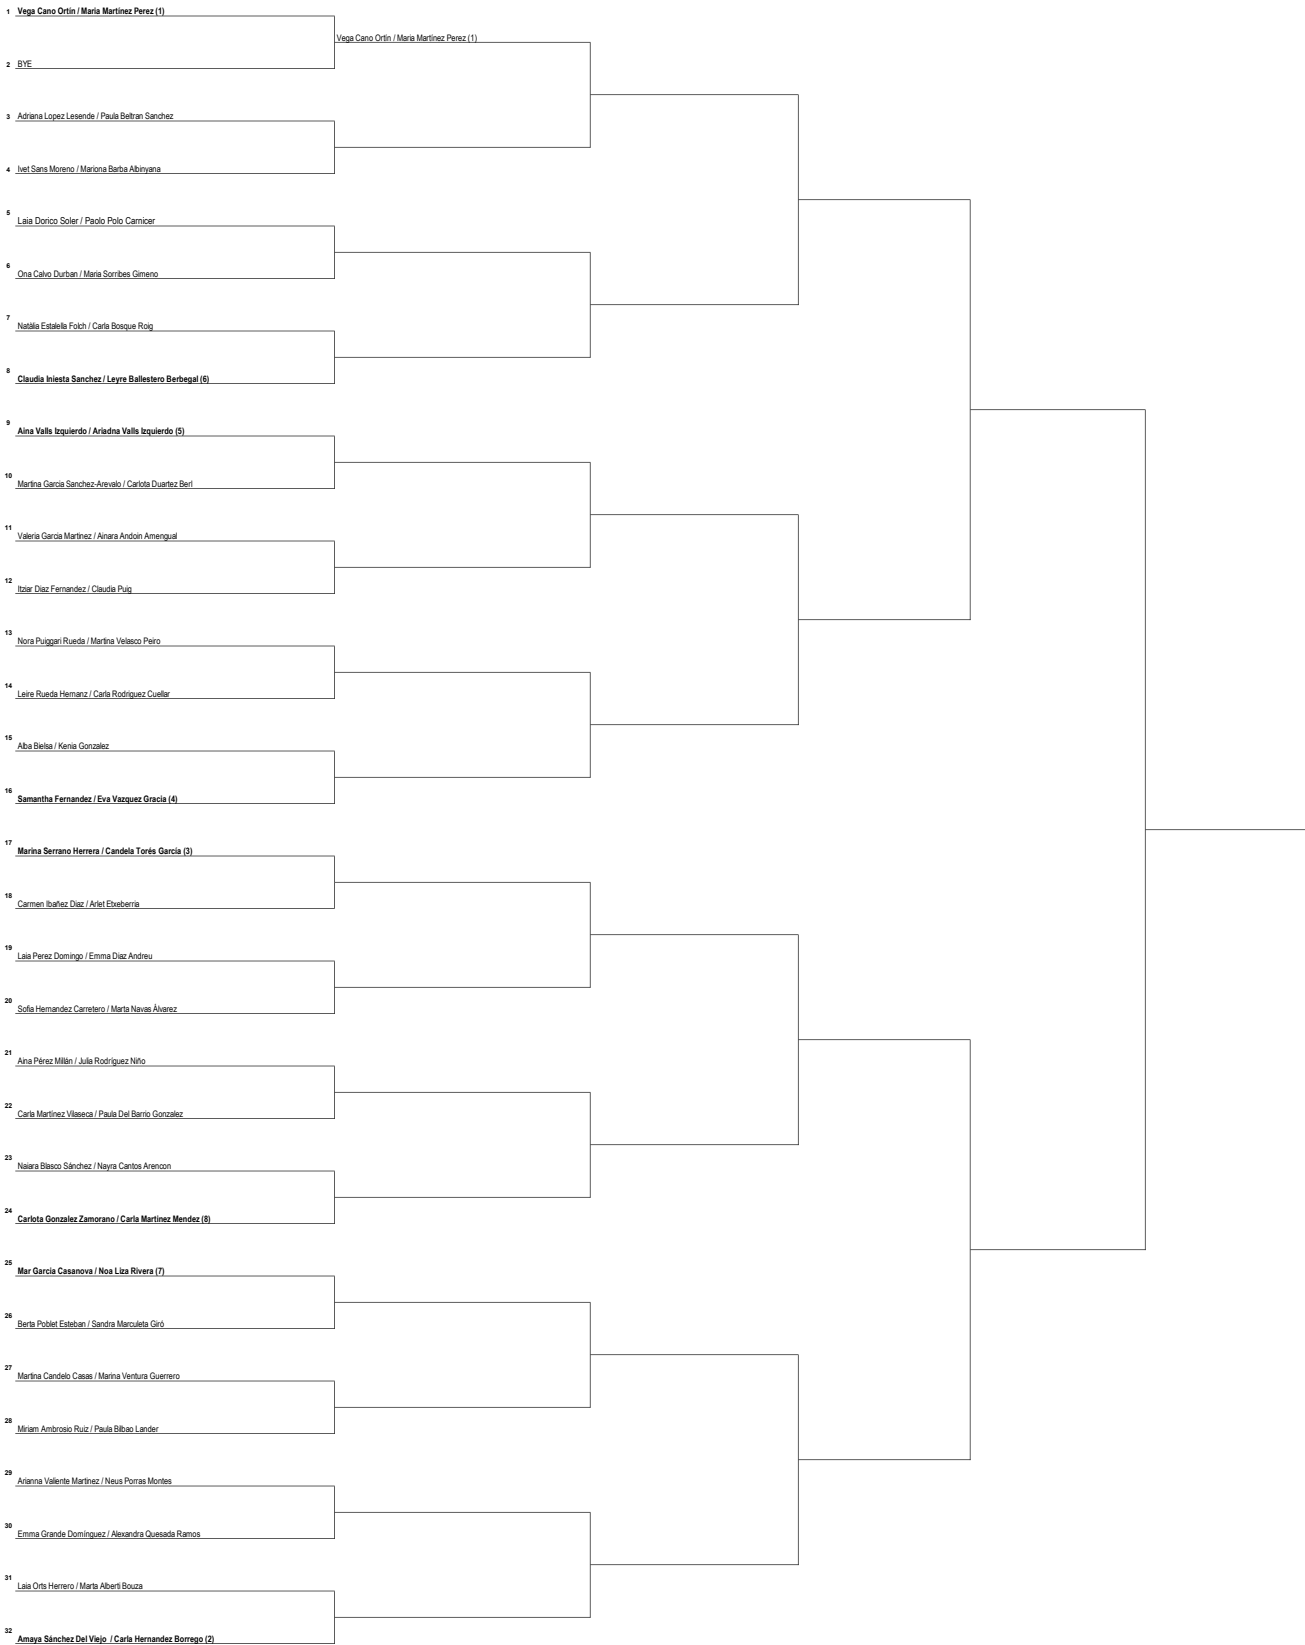 1 Vega Cano Ortín / Maria Martínez Perez (1)
Vega Cano Ortín / Maria Martínez Perez (1)
2 BYE
3 Adriana Lopez Lesende / Paula Beltran Sanchez
4 Ivet Sans Moreno / Mariona Barba Albinyana
5 Laia Dorico Soler / Paolo Polo Carnicer
6 Ona Calvo Durban / Maria Sorribes Gimeno
7 Natàlia Estalella Folch / Carla Bosque Roig
8 Claudia Iniesta Sanchez / Leyre Ballestero Berbegal (6)
9 Aina Valls Izquierdo / Ariadna Valls Izquierdo (5)
10 Martina Garcia Sanchez-Arevalo / Carlota Duartez Berl
11 Valeria Garcia Martinez / Ainara Andoin Amengual
12 Itziar Diaz Fernandez / Claudia Puig
13 Nora Puiggari Rueda / Martina Velasco Peiro
14 Leire Rueda Hernanz / Carla Rodriguez Cuellar
15 Alba Bielsa / Kenia Gonzalez
16 Samantha Fernandez / Eva Vazquez Gracia (4)
17 Marina Serrano Herrera / Candela Torés García (3)
18 Carmen Ibañez Diaz / Arlet Etxeberria
19 Laia Perez Domingo / Emma Diaz Andreu
20 Sofia Hernandez Carretero / Marta Navas Álvarez
21 Aina Pérez Millán / Julia Rodríguez Niño
22 Carla Martínez Vilaseca / Paula Del Barrio Gonzalez
23 Naiara Blasco Sánchez / Nayra Cantos Arencon
24 Carlota Gonzalez Zamorano / Carla Martinez Mendez (8)
25 Mar Garcia Casanova / Noa Liza Rivera (7)
26 Berta Poblet Esteban / Sandra Marculeta Giró
27 Martina Candelo Casas / Marina Ventura Guerrero
28 Miriam Ambrosio Ruiz / Paula Bilbao Lander
29 Arianna Valiente Martinez / Neus Porras Montes
30 Emma Grande Domínguez / Alexandra Quesada Ramos
31 Laia Orts Herrero / Marta Alberti Bouza
32 Amaya Sánchez Del Viejo / Carla Hernandez Borrego (2)